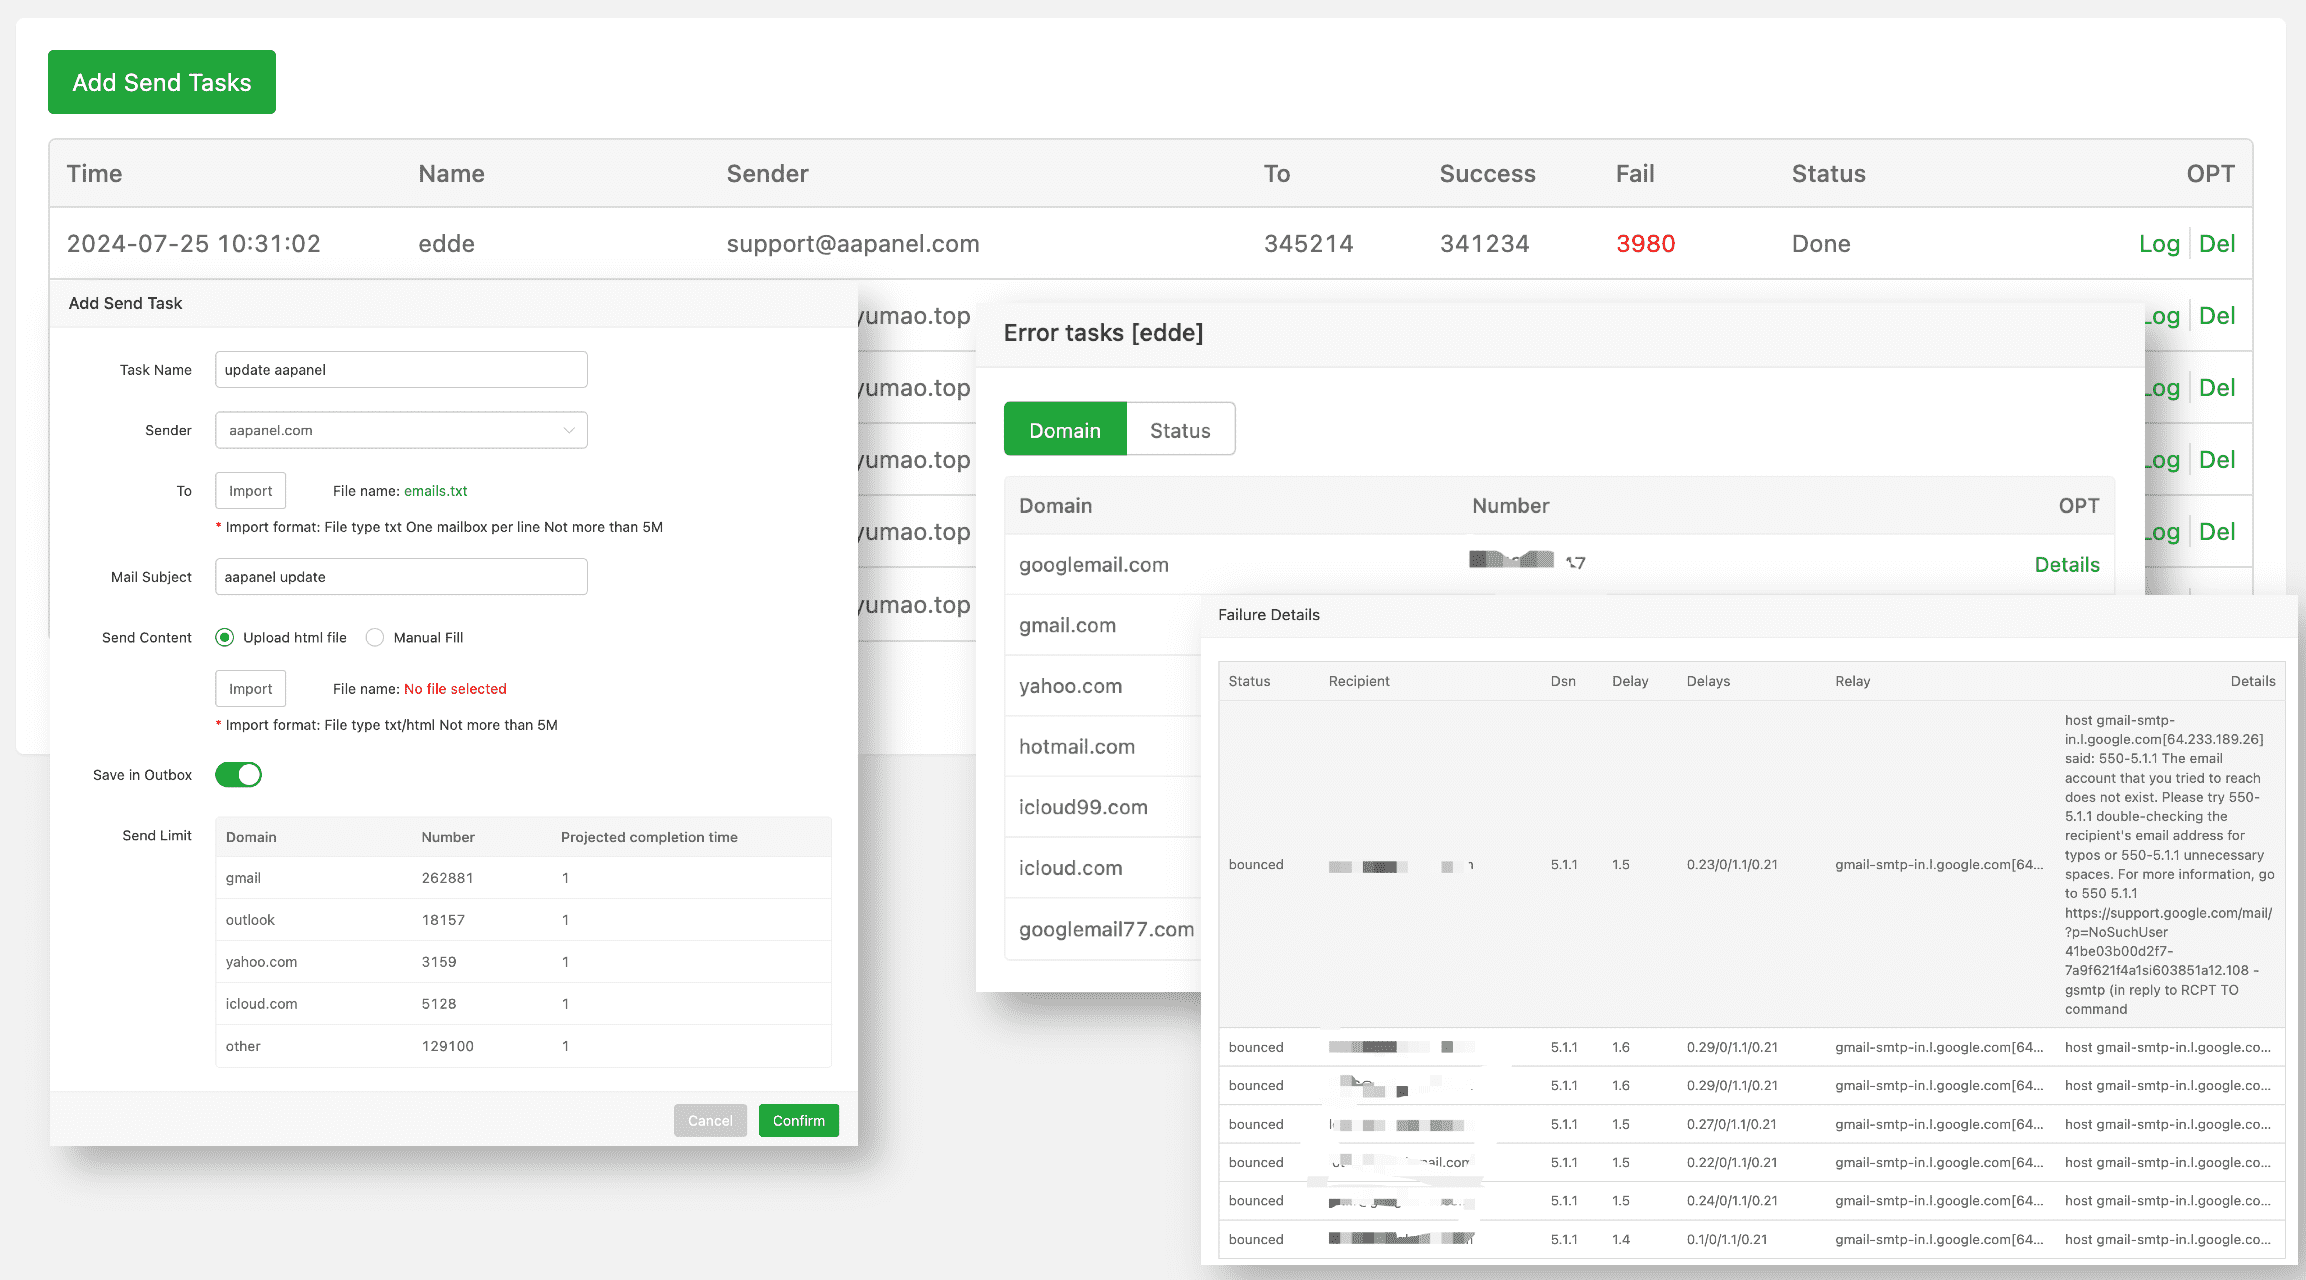 Add Send Tasks
Time Name Sender To Success Fail Status OPT
2024-07-25 10:31:02 edde support@aapanel.com 345214 341234 3980 Done Log Del
yumao.top Log Del
yumao.top Log Del
yumao.top Log Del
yumao.top Log Del
yumao.top
Add Send Task
Task Name update aapanel
Sender aapanel.com
To Import File name: emails.txt
* Import format: File type txt One mailbox per line Not more than 5M
Mail Subject aapanel update
Send Content Upload html file Manual Fill
Import File name: No file selected
* Import format: File type txt/html Not more than 5M
Save in Outbox
Send Limit
Domain Number Projected completion time
gmail 262881 1
outlook 18157 1
yahoo.com 3159 1
icloud.com 5128 1
other 129100 1
Cancel Confirm
Error tasks [edde]
Domain Status
Domain Number OPT
googlemail.com Details
gmail.com
yahoo.com
hotmail.com
icloud99.com
icloud.com
googlemail77.com
Failure Details
Status Recipient Dsn Delay Delays Relay Details
bounced 5.1.1 1.5 0.23/0/1.1/0.21 gmail-smtp-in.l.google.com[64...
host gmail-smtp-
in.l.google.com[64.233.189.26]
said: 550-5.1.1 The email
account that you tried to reach
does not exist. Please try 550-
5.1.1 double-checking the
recipient's email address for
typos or 550-5.1.1 unnecessary
spaces. For more information, go
to 550 5.1.1
https://support.google.com/mail/
?p=NoSuchUser
41be03b00d2f7-
7a9f621f4a1si603851a12.108 -
gsmtp (in reply to RCPT TO
command
bounced 5.1.1 1.6 0.29/0/1.1/0.21 gmail-smtp-in.l.google.com[64... host gmail-smtp-in.l.google.co...
bounced 5.1.1 1.6 0.29/0/1.1/0.21 gmail-smtp-in.l.google.com[64... host gmail-smtp-in.l.google.co...
bounced 5.1.1 1.5 0.27/0/1.1/0.21 gmail-smtp-in.l.google.com[64... host gmail-smtp-in.l.google.co...
bounced 5.1.1 1.5 0.22/0/1.1/0.21 gmail-smtp-in.l.google.com[64... host gmail-smtp-in.l.google.co...
bounced 5.1.1 1.5 0.24/0/1.1/0.21 gmail-smtp-in.l.google.com[64... host gmail-smtp-in.l.google.co...
bounced 5.1.1 1.4 0.1/0/1.1/0.21 gmail-smtp-in.l.google.com[64... host gmail-smtp-in.l.google.co...